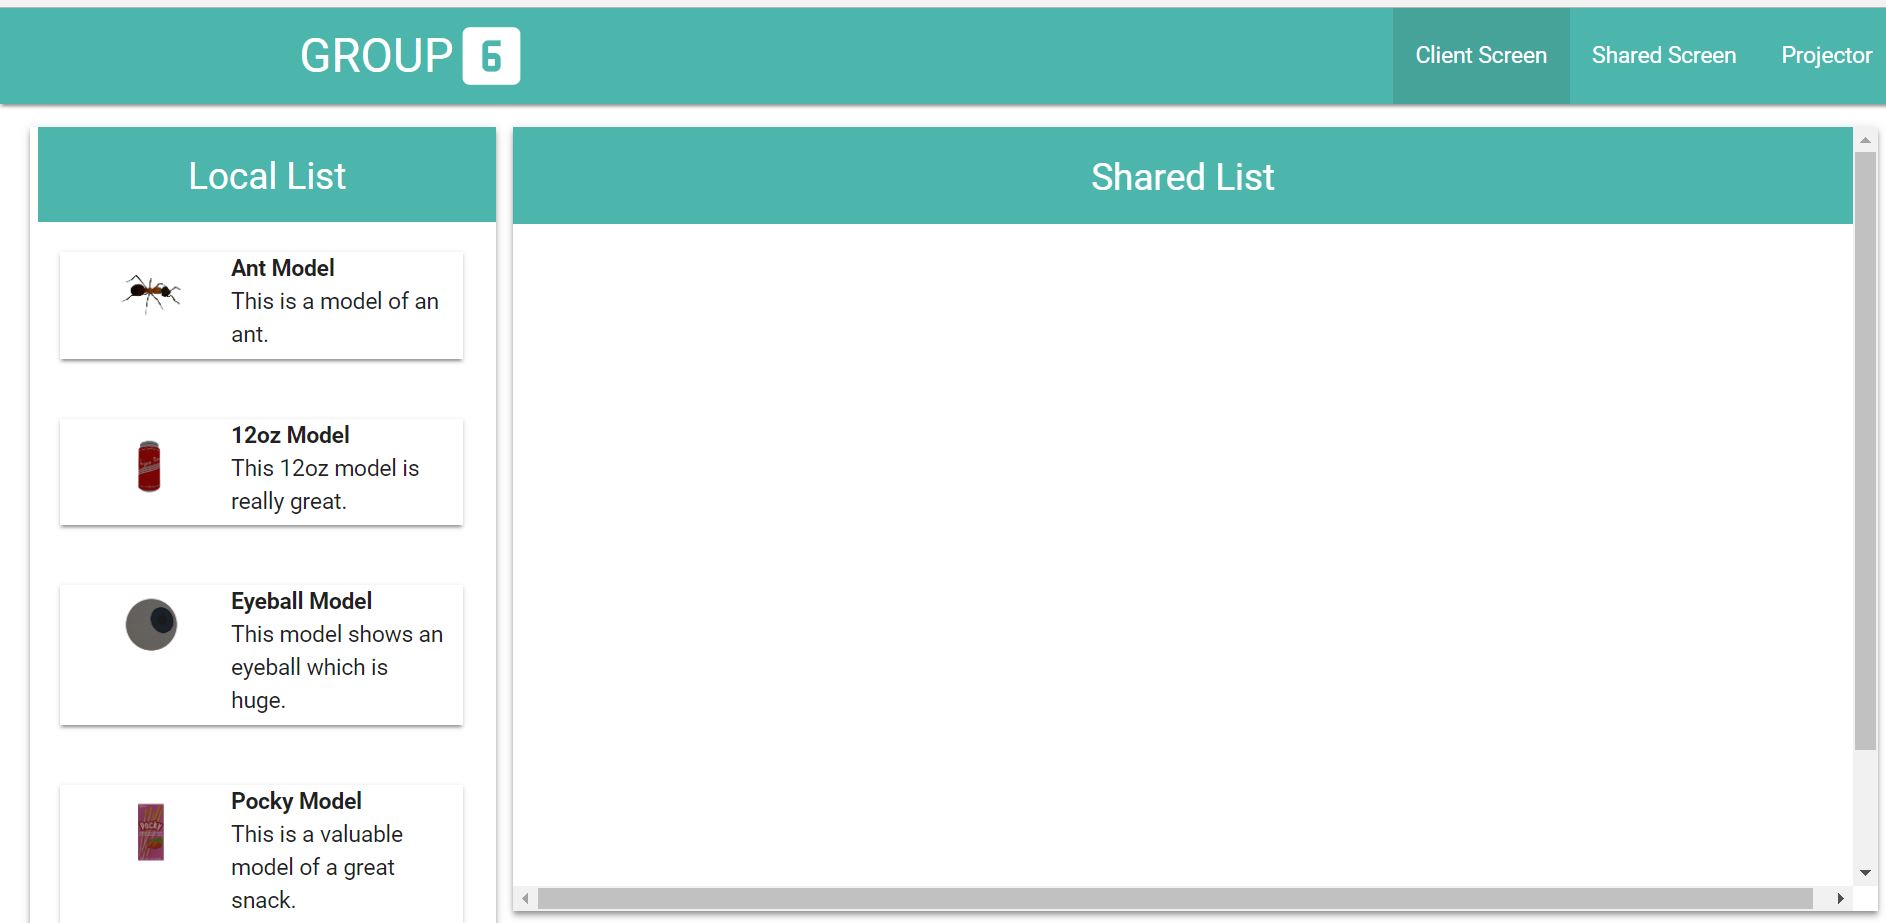 GROUP 6
Client Screen
Shared Screen
Projector
Local List
Ant Model
This is a model of an
ant.
12oz Model
This 12oz model is
really great.
Eyeball Model
This model shows an
eyeball which is
huge.
POCKY
Pocky Model
This is a valuable
model of a great
snack.
Shared List